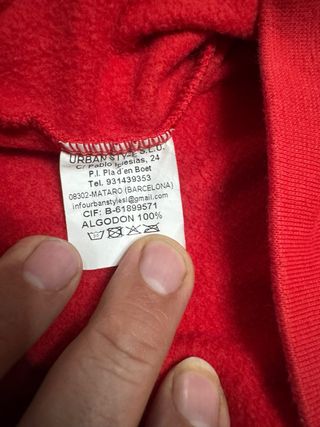 URBAN STYLE S.L.U.
C/ Pablo Iglesias, 24
P.I. Pla d'en Boet
Tel. 931439353
08302-MATARO (BARCELONA)
infourbanstylesl@gmail.com
CIF: B-61899571
ALGODON 100%